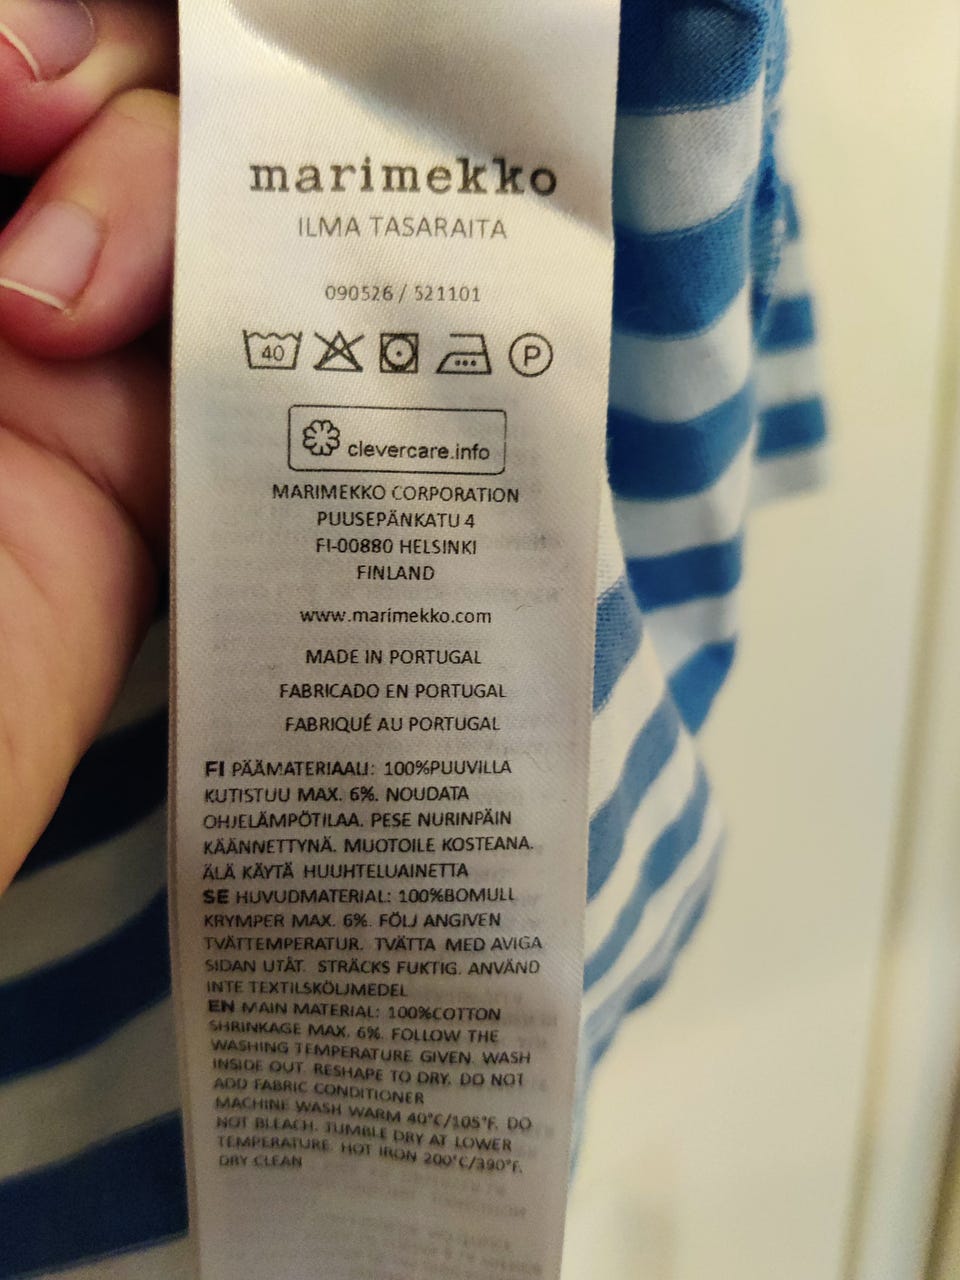 marimekko
ILMA TASARAITA
090526 / 521101
40 P
clevercare.info
MARIMEKKO CORPORATION
PUUSEPÄNKATU 4
FI-00880 HELSINKI
FINLAND
www.marimekko.com
MADE IN PORTUGAL
FABRICADO EN PORTUGAL
FABRIQUÉ AU PORTUGAL
FI PÄÄMATERIAALI: 100%PUUVILLA
KUTISTUU MAX. 6%. NOUDATA
OHJELÄMPÖTILAA. PESE NURINPÄIN
KÄÄNNETTYNÄ. MUOTOILE KOSTEANA.
ÄLÄ KÄYTÄ HUUHTELUAINETTA
SE HUVUDMATERIAL: 100%BOMULL
KRYMPER MAX. 6%. FÖLJ ANGIVEN
TVÄTTEMPERATUR. TVÄTTA MED AVIGA
SIDAN UTÅT. STRÄCKS FUKTIG. ANVÄND
INTE TEXTILSKÖLJMEDEL
EN MAIN MATERIAL: 100%COTTON
SHRINKAGE MAX. 6%. FOLLOW THE
WASHING TEMPERATURE GIVEN. WASH
INSIDE OUT. RESHAPE TO DRY. DO NOT
ADD FABRIC CONDITIONER
MACHINE WASH WARM 40°C/105°F. DO
NOT BLEACH. TUMBLE DRY AT LOWER
TEMPERATURE. HOT IRON 200°C/390°F.
DRY CLEAN